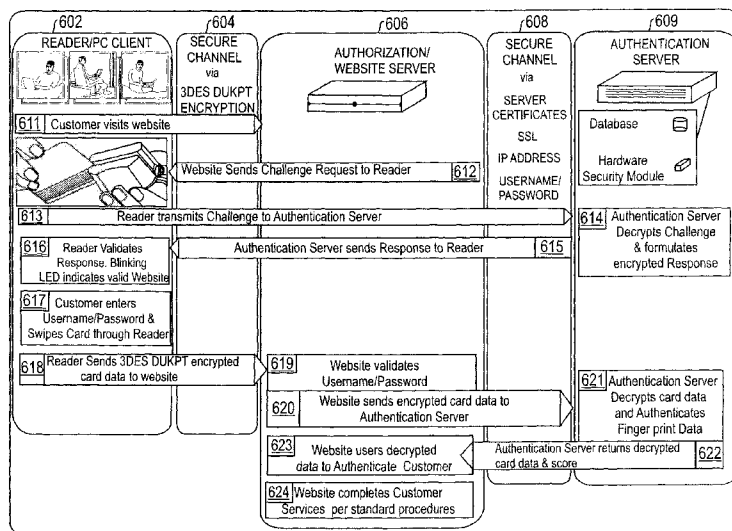 602
604
606
608
609
READER/PC CLIENT
SECURE
CHANNEL
via
3DES DUKPT
ENCRYPTION
AUTHORIZATION/
WEBSITE SERVER
SECURE
CHANNEL
via
SERVER
CERTIFICATES
SSL
IP ADDRESS
USERNAME/
PASSWORD
AUTHENTICATION
SERVER
Database
Hardware
Security Module
611 Customer visits website
Website Sends Challenge Request to Reader 612
613 Reader transmits Challenge to Authentication Server
614 Authentication Server
Decrypts Challenge
& formulates
encrypted Response
Authentication Server sends Response to Reader 615
616 Reader Validates
Response. Blinking
LED indicates valid Website
617 Customer enters
Username/Password &
Swipes Card through Reader
618 Reader Sends 3DES DUKPT encrypted
card data to website
619 Website validates
Username/Password
620 Website sends encrypted card data to
Authentication Server
621 Authentication Server
Decrypts card data
and Authenticates
Finger print Data
Authentication Server returns decrypted
card data & score 622
623 Website users decrypted
data to Authenticate Customer
624 Website completes Customer
Services per standard procedures